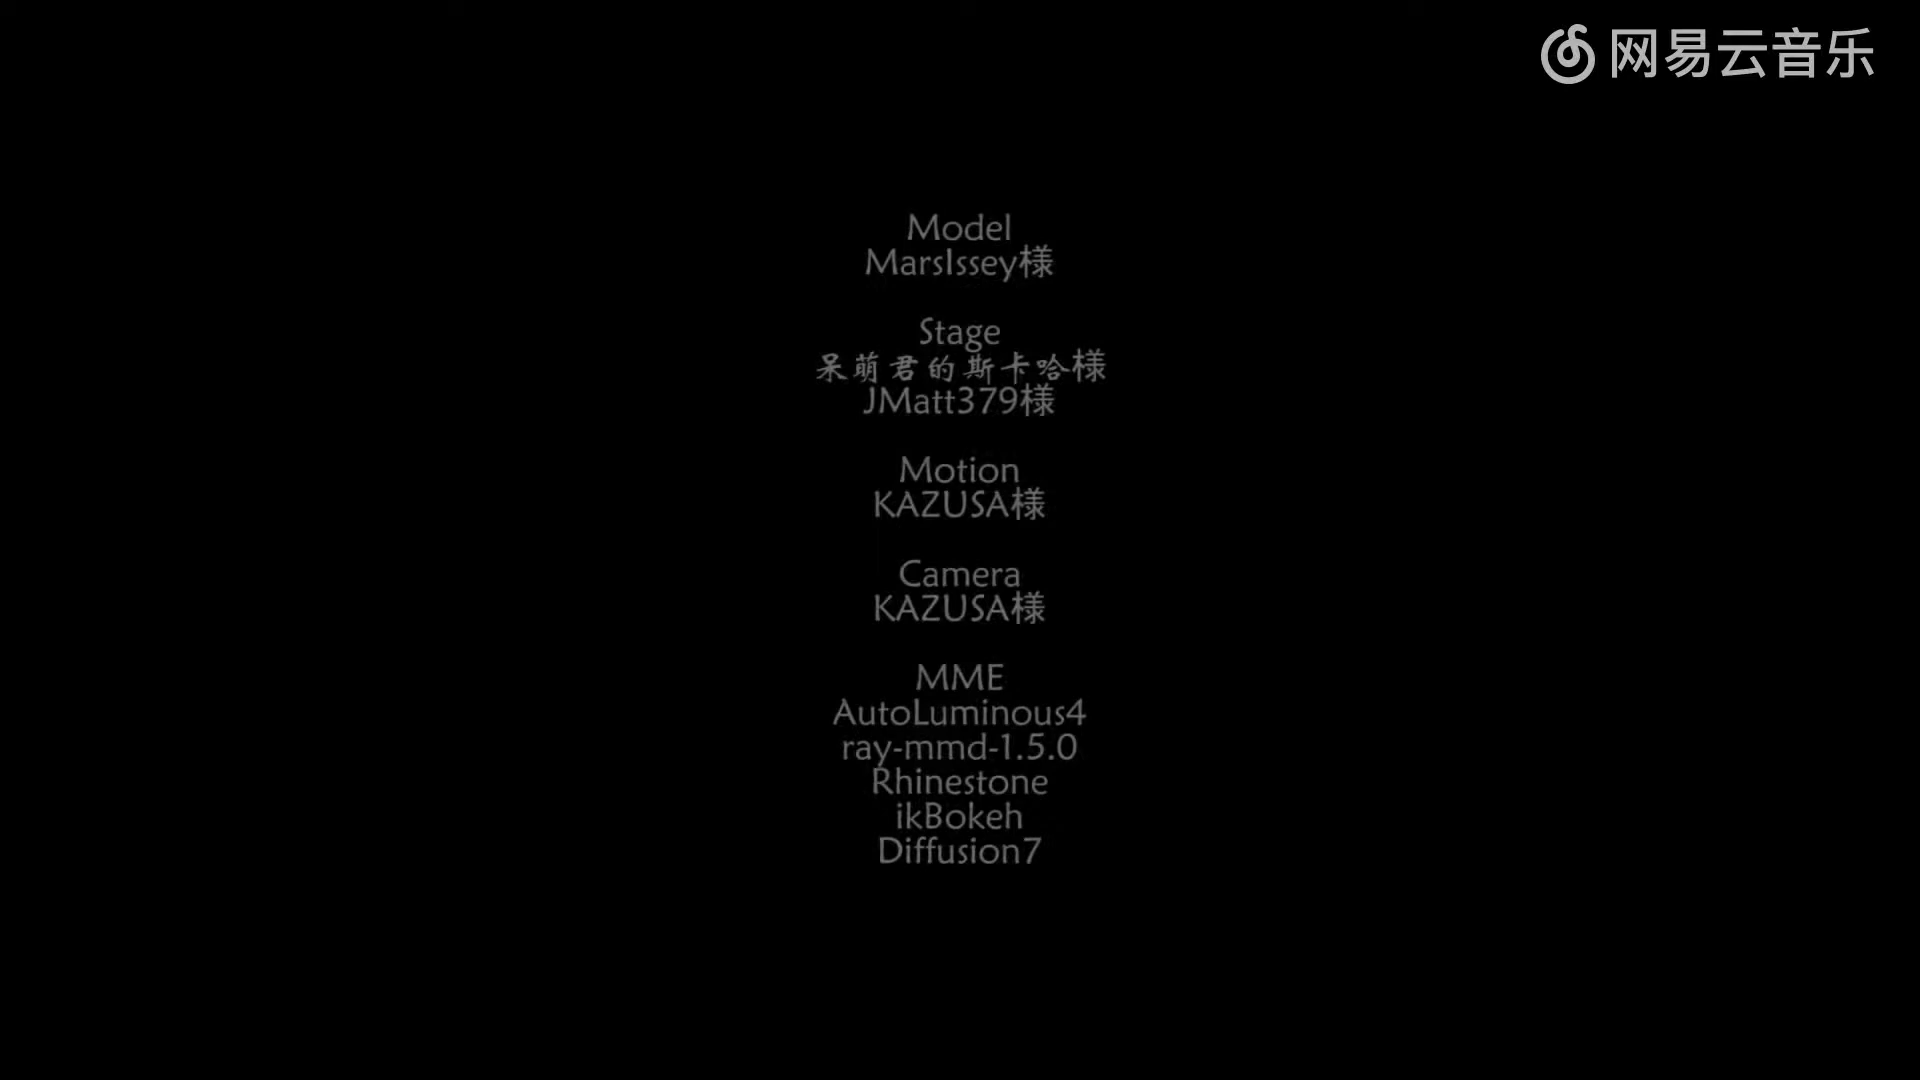 网易云音乐
Model
MarsIssey様
Stage
呆萌君的斯卡哈様
JMatt379様
Motion
KAZUSA様
Camera
KAZUSA様
MME
AutoLuminous4
ray-mmd-1.5.0
Rhinestone
ikBokeh
Diffusion7